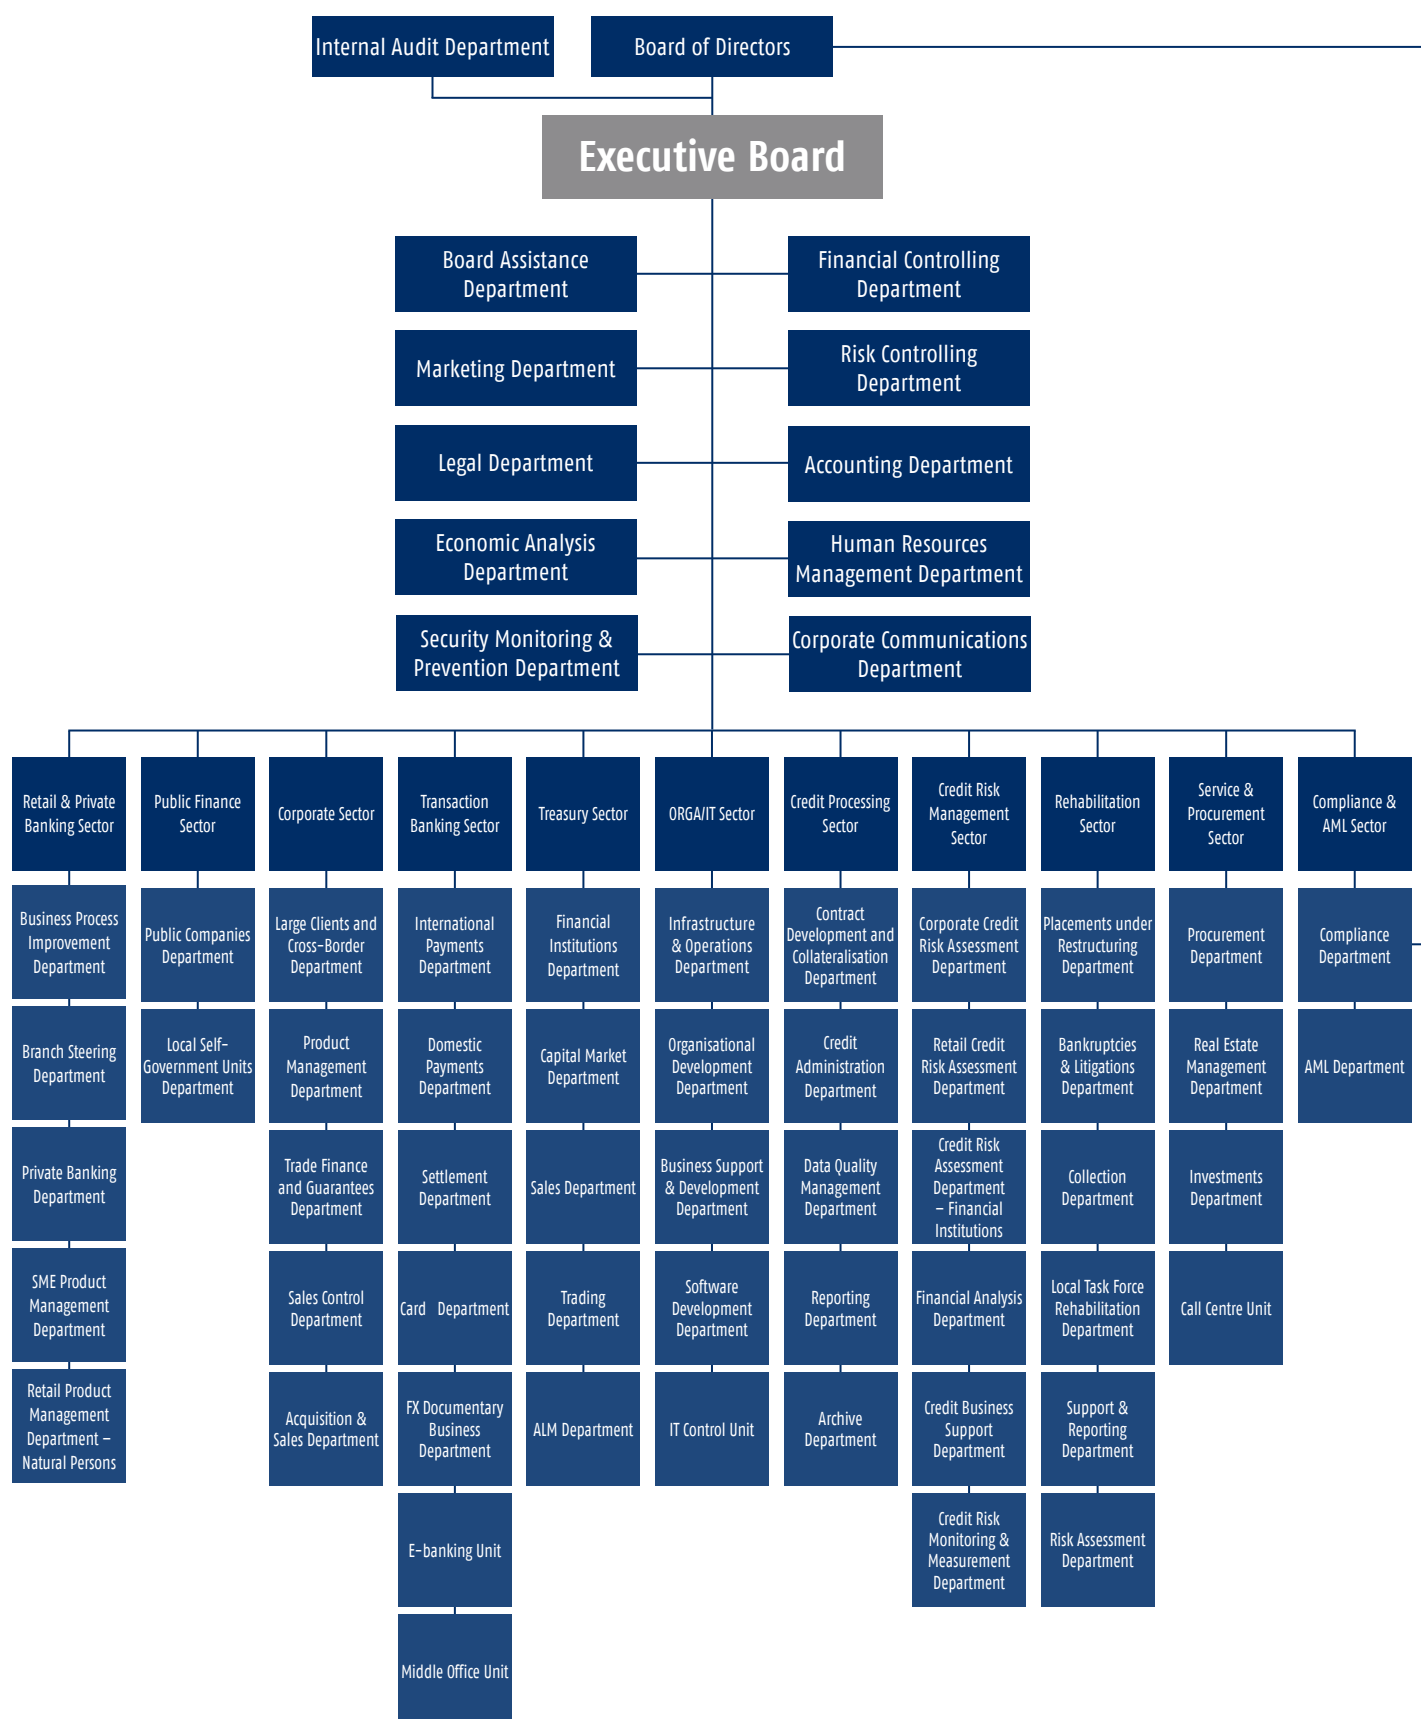 Internal Audit Department
Board of Directors
Executive Board
Board Assistance
Department
Financial Controlling
Department
Marketing Department
Risk Controlling
Department
Legal Department
Accounting Department
Economic Analysis
Department
Human Resources
Management Department
Security Monitoring &
Prevention Department
Corporate Communications
Department
Retail & Private
Banking Sector
Public Finance
Sector
Corporate Sector
Transaction
Banking Sector
Treasury Sector
ORGA/IT Sector
Credit Processing
Sector
Credit Risk
Management
Sector
Rehabilitation
Sector
Service &
Procurement
Sector
Compliance &
AML Sector
Business Process
Improvement
Department
Public Companies
Department
Large Clients and
Cross-Border
Department
International
Payments
Department
Financial
Institutions
Department
Infrastructure
& Operations
Department
Contract
Development and
Collateralisation
Department
Corporate Credit
Risk Assessment
Department
Placements under
Restructuring
Department
Procurement
Department
Compliance
Department
Branch Steering
Department
Local Self-
Government Units
Department
Product
Management
Department
Domestic
Payments
Department
Capital Market
Department
Organisational
Development
Department
Credit
Administration
Department
Retail Credit
Risk Assessment
Department
Bankruptcies
& Litigations
Department
Real Estate
Management
Department
AML Department
Private Banking
Department
Trade Finance
and Guarantees
Department
Settlement
Department
Sales Department
Business Support
& Development
Department
Data Quality
Management
Department
Credit Risk
Assessment
Department
– Financial
Institutions
Collection
Department
Investments
Department
SME Product
Management
Department
Sales Control
Department
Card Department
Trading
Department
Software
Development
Department
Reporting
Department
Financial Analysis
Department
Local Task Force
Rehabilitation
Department
Call Centre Unit
Retail Product
Management
Department –
Natural Persons
Acquisition &
Sales Department
FX Documentary
Business
Department
ALM Department
IT Control Unit
Archive
Department
Credit Business
Support
Department
Support &
Reporting
Department
E-banking Unit
Credit Risk
Monitoring &
Measurement
Department
Risk Assessment
Department
Middle Office Unit